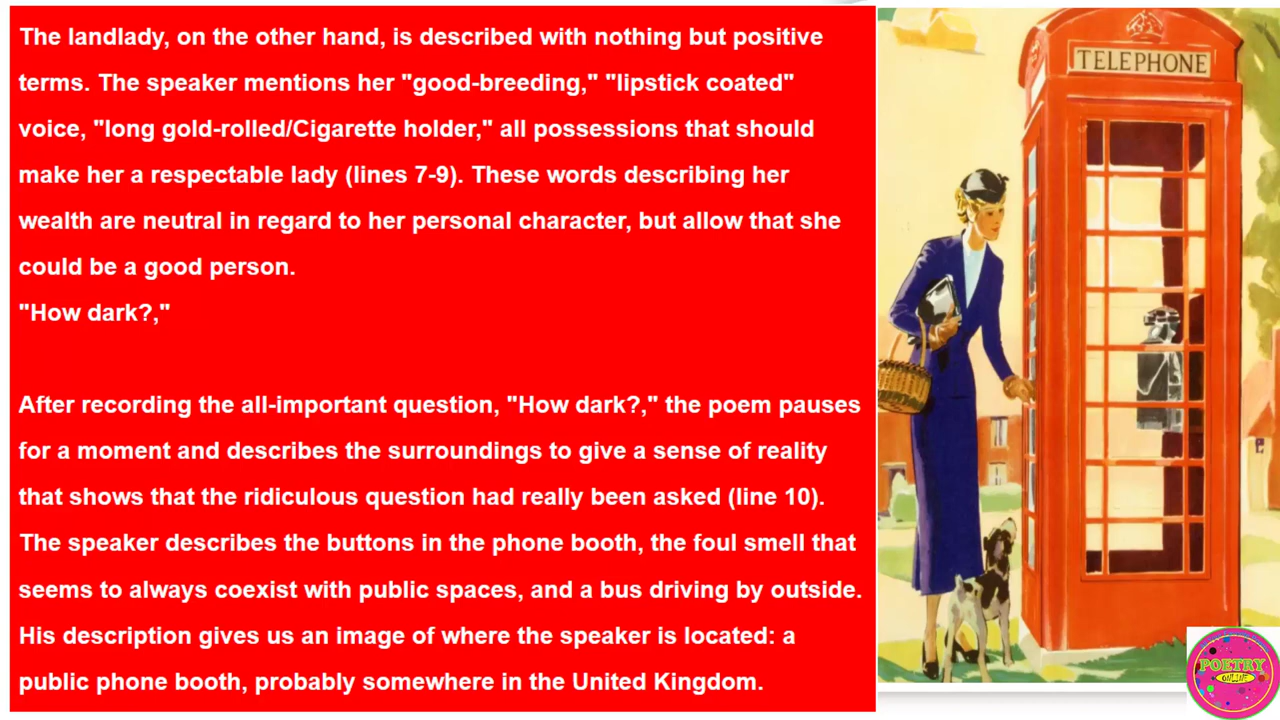 The landlady, on the other hand, is described with nothing but positive
terms. The speaker mentions her "good-breeding," "lipstick coated"
voice, "long gold-rolled/Cigarette holder," all possessions that should
make her a respectable lady (lines 7-9). These words describing her
wealth are neutral in regard to her personal character, but allow that she
could be a good person.
"How dark?,"
After recording the all-important question, "How dark?," the poem pauses
for a moment and describes the surroundings to give a sense of reality
that shows that the ridiculous question had really been asked (line 10).
The speaker describes the buttons in the phone booth, the foul smell that
seems to always coexist with public spaces, and a bus driving by outside.
His description gives us an image of where the speaker is located: a
public phone booth, probably somewhere in the United Kingdom.
TELEPHONE
POETRY
ONLINE